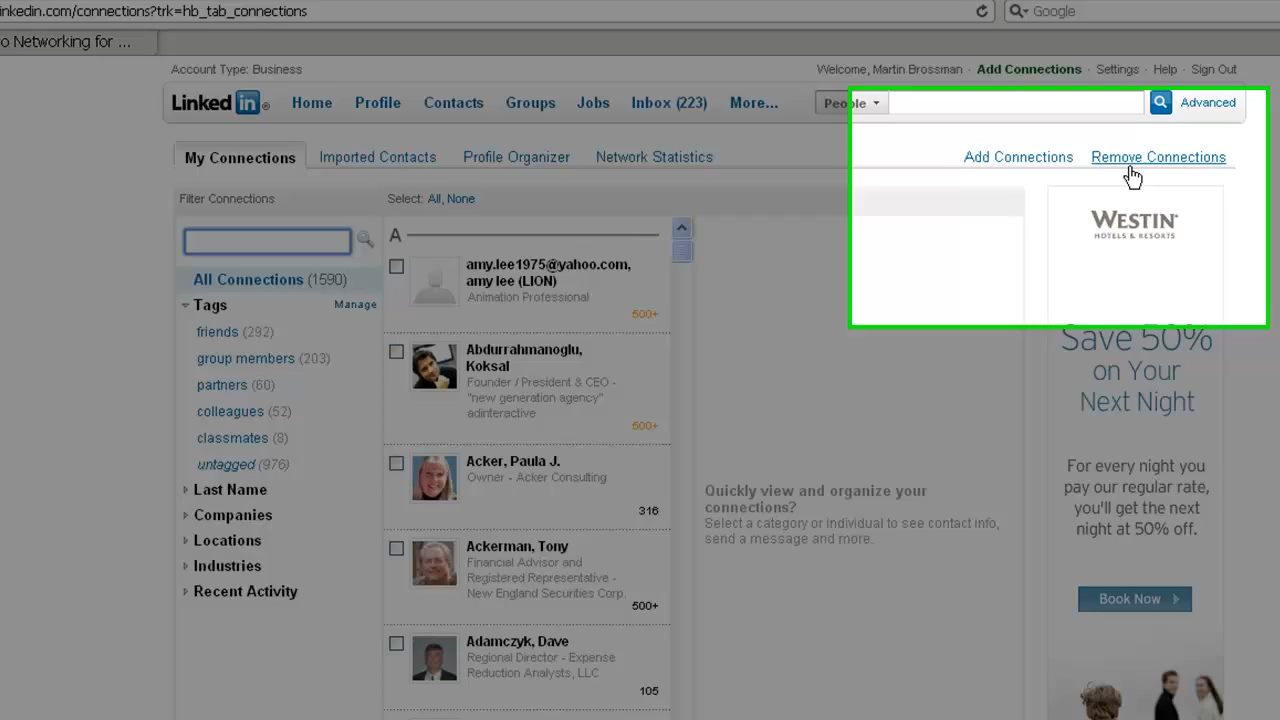 inkedin.com/connections?trk=hb_tab_connections
Google
o Networking for ...
Account Type: Business
Welcome, Martin Brossman · Add Connections · Settings · Help · Sign Out
Linked in ®
Home Profile Contacts Groups Jobs Inbox (223) More...
People
Advanced
My Connections Imported Contacts Profile Organizer Network Statistics
Add Connections Remove Connections
Filter Connections
All Connections (1590)
Tags Manage
friends (292)
group members (203)
partners (60)
colleagues (52)
classmates (8)
untagged (976)
Last Name
Companies
Locations
Industries
Recent Activity
Select: All, None
A
amy.lee1975@yahoo.com,
amy lee (LION)
Animation Professional
500+
Abdurrahmanoglu,
Koksal
Founder / President & CEO -
"new generation agency"
adinteractive
500+
Acker, Paula J.
Owner - Acker Consulting
316
Ackerman, Tony
Financial Advisor and
Registered Representative -
New England Securities Corp.
500+
Adamczyk, Dave
Regional Director - Expense
Reduction Analysts, LLC
105
Quickly view and organize your
connections?
Select a category or individual to see contact info,
send a message and more.
WESTIN
HOTELS & RESORTS
Save 50%
on Your
Next Night
For every night you
pay our regular rate,
you'll get the next
night at 50% off.
Book Now